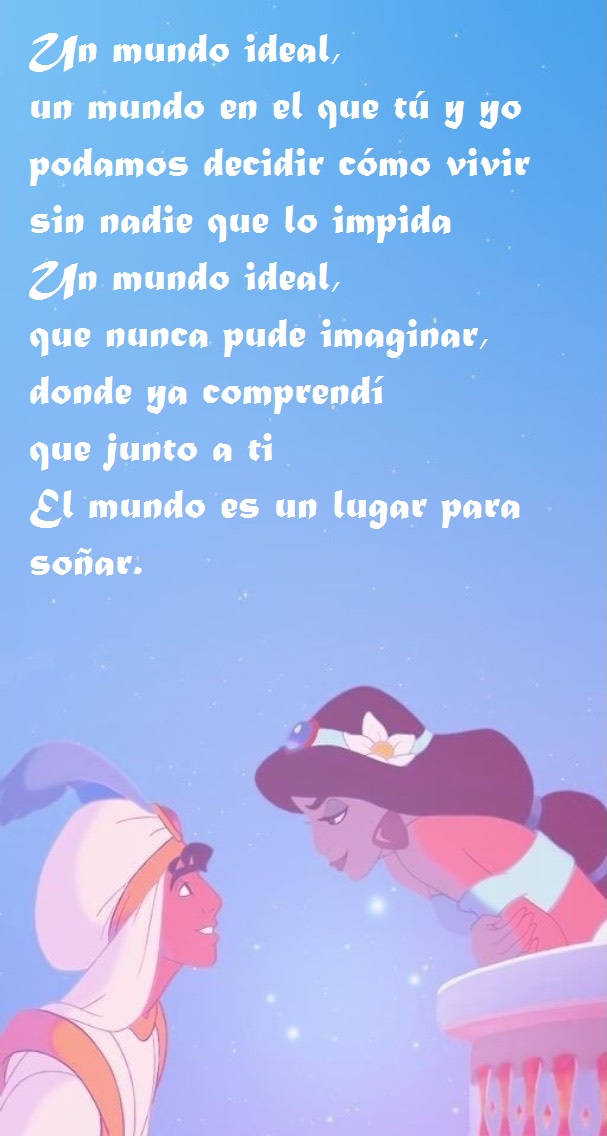 Un mundo ideal,
un mundo en el que tú y yo
podamos decidir cómo vivir
sin nadie que lo impida
Un mundo ideal,
que nunca pude imaginar,
donde ya comprendí
que junto a ti
El mundo es un lugar para
soñar.